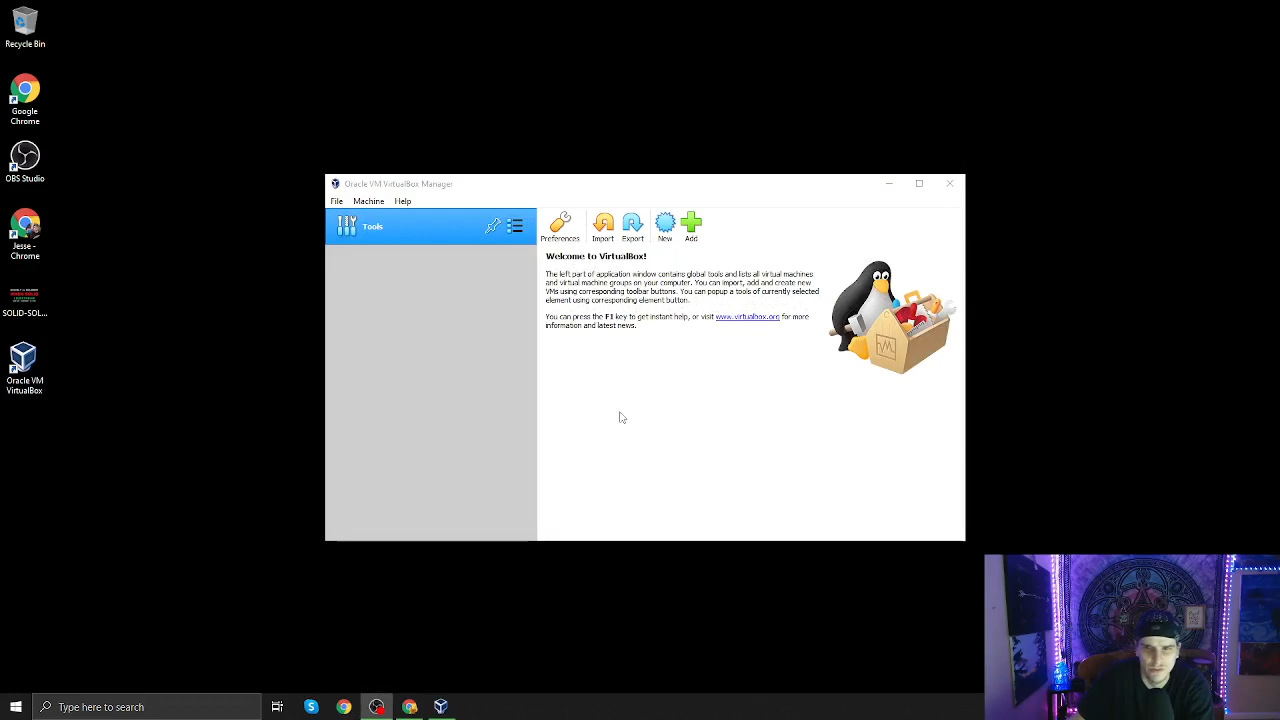 Recycle Bin
Google
Chrome
OBS Studio
Jesse -
Chrome
SOLID-SOL...
Oracle VM
VirtualBox
Oracle VM VirtualBox Manager
File Machine Help
Tools
Preferences Import Export New Add
Welcome to VirtualBox!
The left part of application window contains global tools and lists all virtual machines
and virtual machine groups on your computer. You can import, add and create new
VMs using corresponding toolbar buttons. You can popup a tools of currently selected
element using corresponding element button.
You can press the F1 key to get instant help, or visit www.virtualbox.org for more
information and latest news.
Type here to search